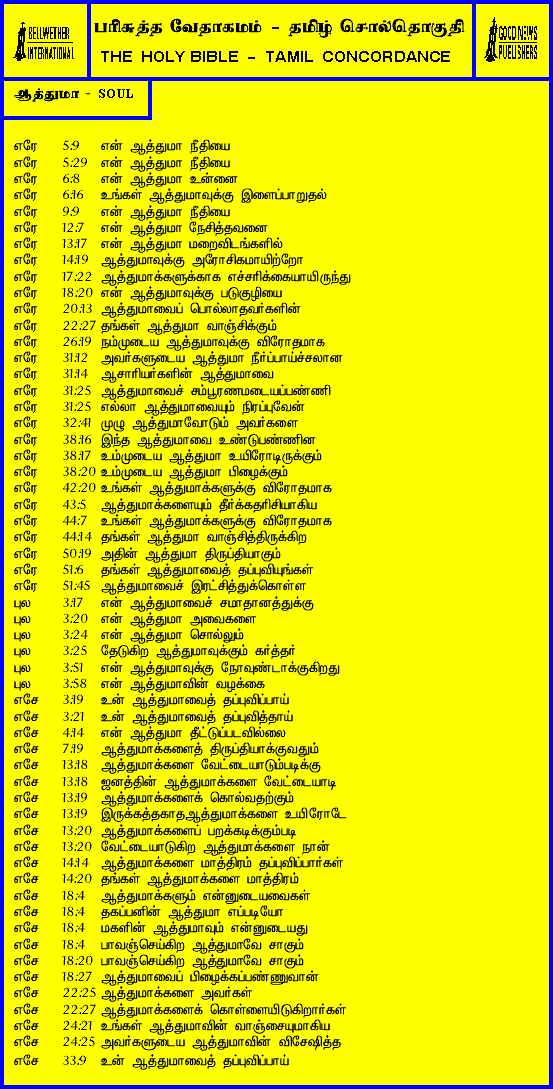 BELLWETHER
INTERNATIONAL
பரிசுத்த வேதாகமம் - தமிழ் சொல்தொகுதி
THE HOLY BIBLE - TAMIL CONCORDANCE
GOOD NEWS
PUBLISHERS
ஆத்துமா - SOUL
எரே 5:9 என் ஆத்துமா நீதியை
எரே 5:29 என் ஆத்துமா நீதியை
எரே 6:8 என் ஆத்துமா உன்னை
எரே 6:16 உங்கள் ஆத்துமாவுக்கு இளைப்பாறுதல்
எரே 9:9 என் ஆத்துமா நீதியை
எரே 12:7 என் ஆத்துமா நேசித்தவனை
எரே 13:17 என் ஆத்துமா மறைவிடங்களில்
எரே 14:19 ஆத்துமாவுக்கு அரோசிகமாயிற்றோ
எரே 17:22 ஆத்துமாக்களுக்காக எச்சரிக்கையாயிருந்து
எரே 18:20 என் ஆத்துமாவுக்கு படுகுழியை
எரே 20:13 ஆத்துமாவைப் பொல்லாதவர்களின்
எரே 22:27 தங்கள் ஆத்துமா வாஞ்சிக்கும்
எரே 26:19 நம்முடைய ஆத்துமாவுக்கு விரோதமாக
எரே 31:12 அவர்களுடைய ஆத்துமா நீர்ப்பாய்ச்சலான
எரே 31:14 ஆசாரியர்களின் ஆத்துமாவை
எரே 31:25 ஆத்துமாவைச் சம்பூரணமடையப்பண்ணி
எரே 31:25 எல்லா ஆத்துமாவையும் நிரப்புவேன்
எரே 32:41 முழு ஆத்துமாவோடும் அவர்களை
எரே 38:16 இந்த ஆத்துமாவை உண்டுபண்ணின
எரே 38:17 உம்முடைய ஆத்துமா உயிரோடிருக்கும்
எரே 38:20 உம்முடைய ஆத்துமா பிழைக்கும்
எரே 42:20 உங்கள் ஆத்துமாக்களுக்கு விரோதமாக
எரே 43:5 ஆத்துமாக்களையும் தீர்க்கதரிசியாகிய
எரே 44:7 உங்கள் ஆத்துமாக்களுக்கு விரோதமாக
எரே 44:14 தங்கள் ஆத்துமா வாஞ்சித்திருக்கிற
எரே 50:19 அதின் ஆத்துமா திருப்தியாகும்
எரே 51:6 தங்கள் ஆத்துமாவைத் தப்புவியுங்கள்
எரே 51:45 ஆத்துமாவைச் இரட்சித்துக்கொள்ள
புல 3:17 என் ஆத்துமாவைச் சமாதானத்துக்கு
புல 3:20 என் ஆத்துமா அவைகளை
புல 3:24 என் ஆத்துமா சொல்லும்
புல 3:25 தேடுகிற ஆத்துமாவுக்கும் கர்த்தர்
புல 3:51 என் ஆத்துமாவுக்கு நோவுண்டாக்குகிறது
புல 3:58 என் ஆத்துமாவின் வழக்கை
எசே 3:19 உன் ஆத்துமாவைத் தப்புவிப்பாய்
எசே 3:21 உன் ஆத்துமாவைத் தப்புவித்தாய்
எசே 4:14 என் ஆத்துமா தீட்டுப்படவில்லை
எசே 7:19 ஆத்துமாக்களைத் திருப்தியாக்குவதும்
எசே 13:18 ஆத்துமாக்களை வேட்டையாடும்படிக்கு
எசே 13:18 ஜனத்தின் ஆத்துமாக்களை வேட்டையாடி
எசே 13:19 ஆத்துமாக்களைக் கொல்வதற்கும்
எசே 13:19 இருக்கத்தகாதஆத்துமாக்களை உயிரோடே
எசே 13:20 ஆத்துமாக்களைப் பறக்கடிக்கும்படி
எசே 13:20 வேட்டையாடுகிற ஆத்துமாக்களை நான்
எசே 14:14 ஆத்துமாக்களை மாத்திரம் தப்புவிப்பார்கள்
எசே 14:20 தங்கள் ஆத்துமாக்களை மாத்திரம்
எசே 18:4 ஆத்துமாக்களும் என்னுடையவைகள்
எசே 18:4 தகப்பனின் ஆத்துமா எப்படியோ
எசே 18:4 மகனின் ஆத்துமாவும் என்னுடையது
எசே 18:4 பாவஞ்செய்கிற ஆத்துமாவே சாகும்
எசே 18:20 பாவஞ்செய்கிற ஆத்துமாவே சாகும்
எசே 18:27 ஆத்துமாவைப் பிழைக்கப்பண்ணுவான்
எசே 22:25 ஆத்துமாக்களை அவர்கள்
எசே 22:27 ஆத்துமாக்களைக் கொள்ளையிடுகிறார்கள்
எசே 24:21 உங்கள் ஆத்துமாவின் வாஞ்சையுமாகிய
எசே 24:25 அவர்களுடைய ஆத்துமாவின் விசேஷித்த
எசே 33:9 உன் ஆத்துமாவைத் தப்புவிப்பாய்